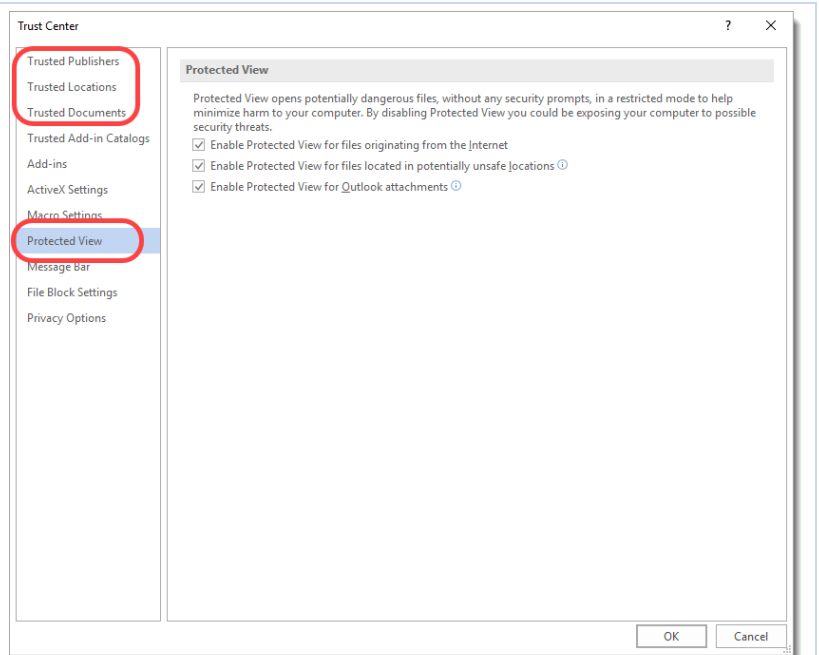 Trust Center
?
Trusted Publishers
Trusted Locations
Trusted Documents
Trusted Add-in Catalogs
Add-ins
ActiveX Settings
Macro Settings
Protected View
Message Bar
File Block Settings
Privacy Options
Protected View
Protected View opens potentially dangerous files, without any security prompts, in a restricted mode to help
minimize harm to your computer. By disabling Protected View you could be exposing your computer to possible
security threats.
Enable Protected View for files originating from the Internet
Enable Protected View for files located in potentially unsafe locations
Enable Protected View for Outlook attachments
OK
Cancel